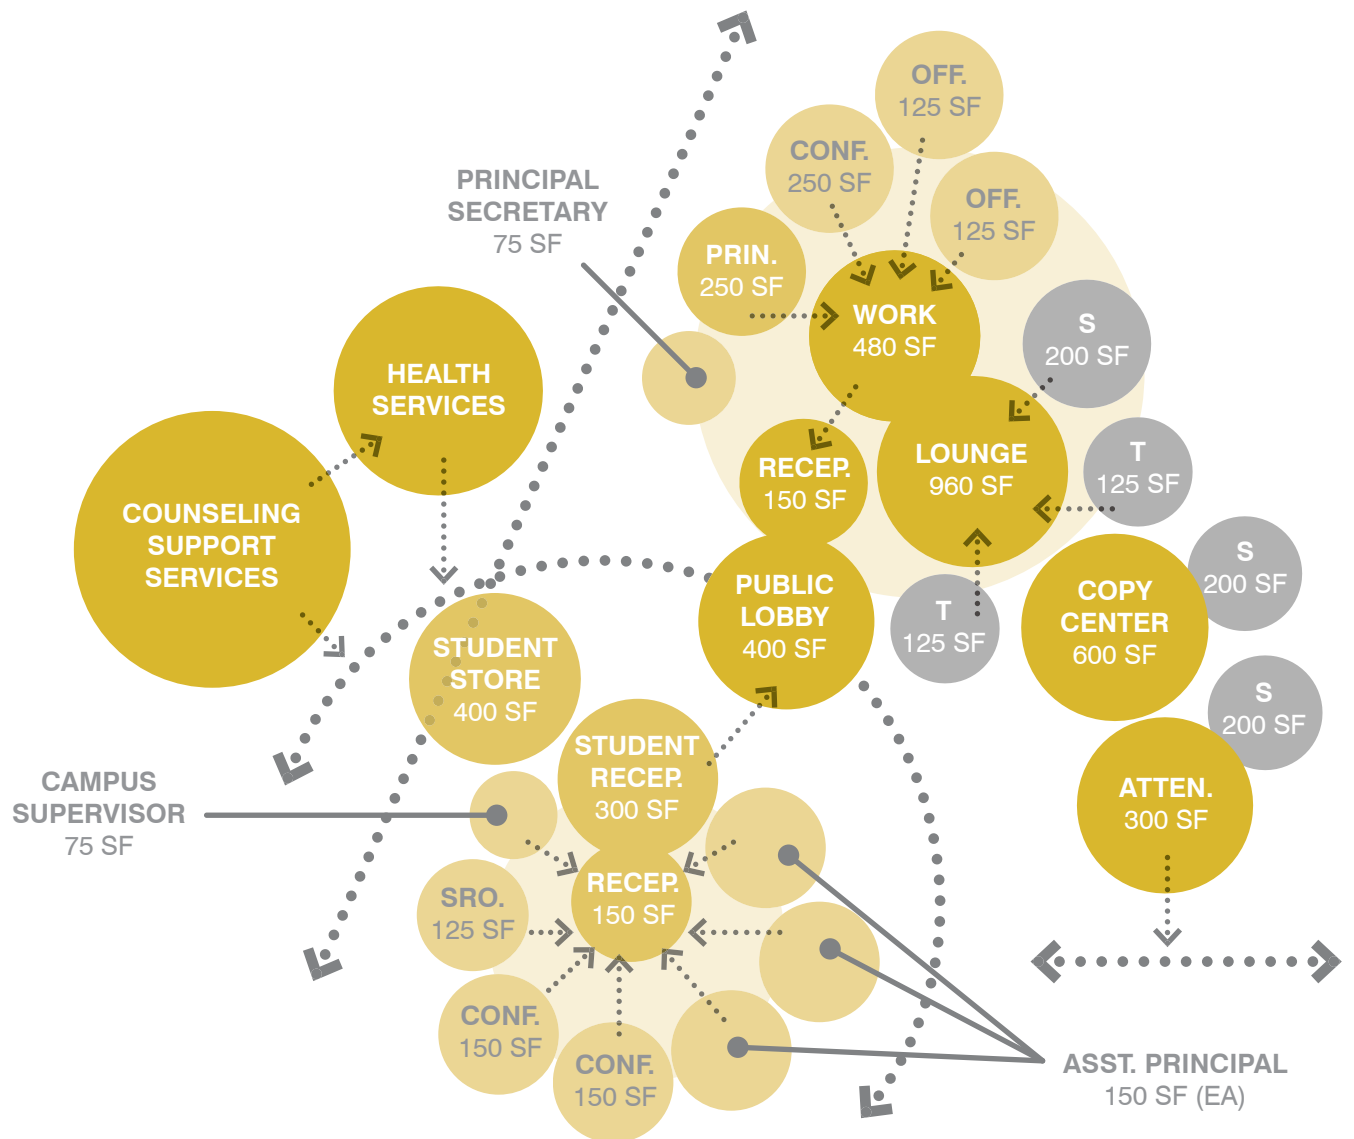 OFF.
125 SF
CONF.
250 SF
OFF.
125 SF
PRINCIPAL
SECRETARY
75 SF
PRIN.
250 SF
WORK
480 SF
S
200 SF
HEALTH
SERVICES
COUNSELING
SUPPORT
SERVICES
RECEP.
150 SF
LOUNGE
960 SF
T
125 SF
PUBLIC
LOBBY
400 SF
T
125 SF
COPY
CENTER
600 SF
S
200 SF
STUDENT
STORE
400 SF
S
200 SF
STUDENT
RECEP.
300 SF
ATTEN.
300 SF
CAMPUS
SUPERVISOR
75 SF
RECEP.
150 SF
SRO.
125 SF
CONF.
150 SF
CONF.
150 SF
ASST. PRINCIPAL
150 SF (EA)